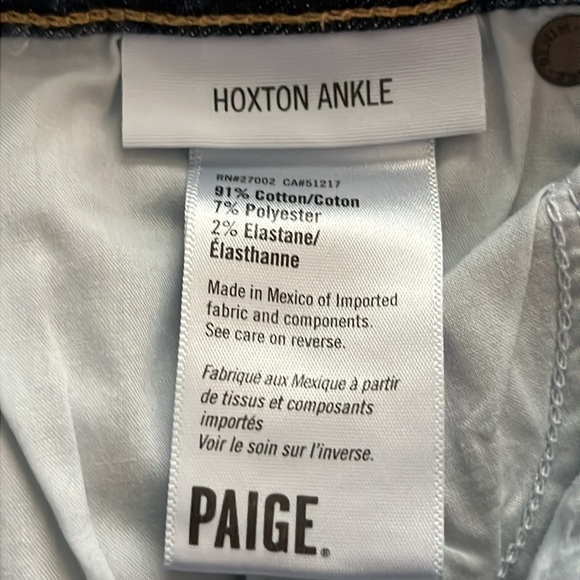 HOXTON ANKLE
RN#27002 CA#51217
91% Cotton/Coton
7% Polyester
2% Elastane/
Élasthanne
Made in Mexico of Imported
fabric and components.
See care on reverse.
Fabriqué aux Mexique à partir
de tissus et composants
importés
Voir le soin sur l'inverse.
PAIGE®